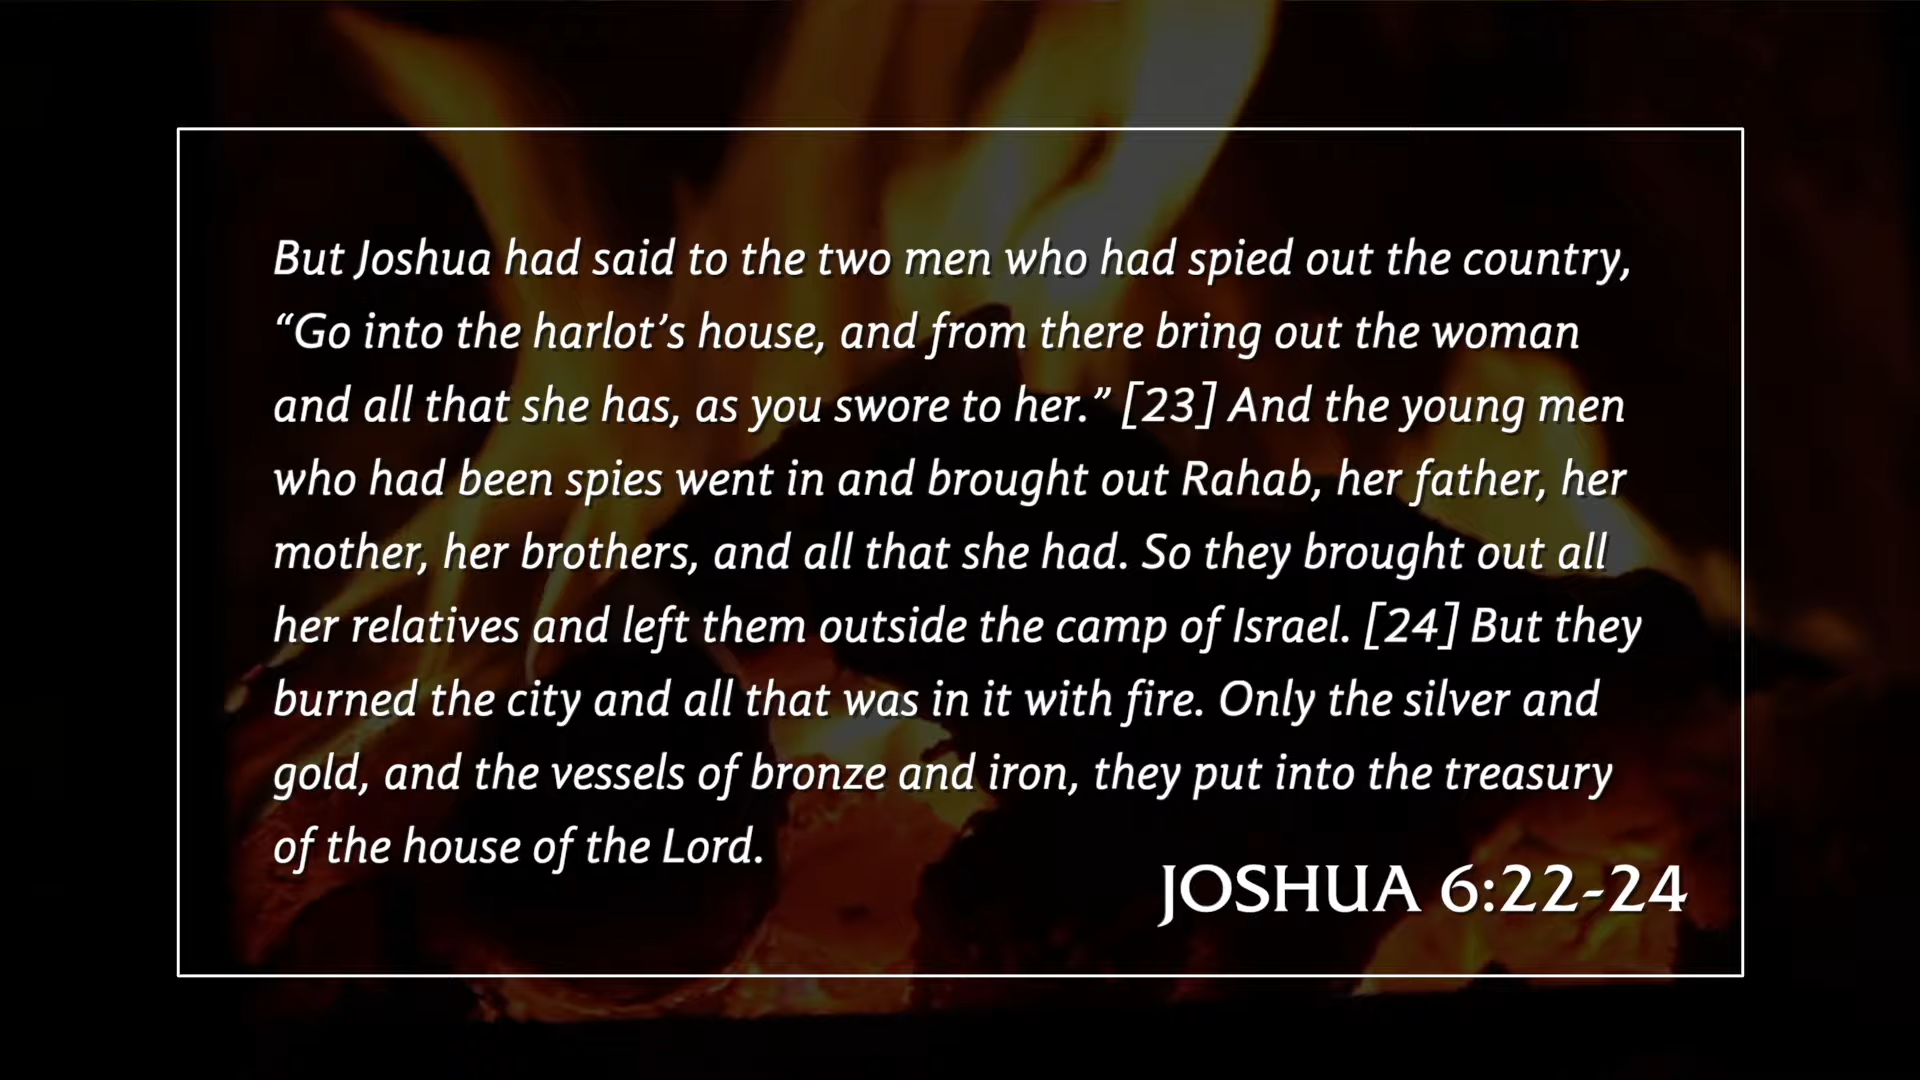 But Joshua had said to the two men who had spied out the country,
“Go into the harlot’s house, and from there bring out the woman
and all that she has, as you swore to her.” [23] And the young men
who had been spies went in and brought out Rahab, her father, her
mother, her brothers, and all that she had. So they brought out all
her relatives and left them outside the camp of Israel. [24] But they
burned the city and all that was in it with fire. Only the silver and
gold, and the vessels of bronze and iron, they put into the treasury
of the house of the Lord.
JOSHUA 6:22-24